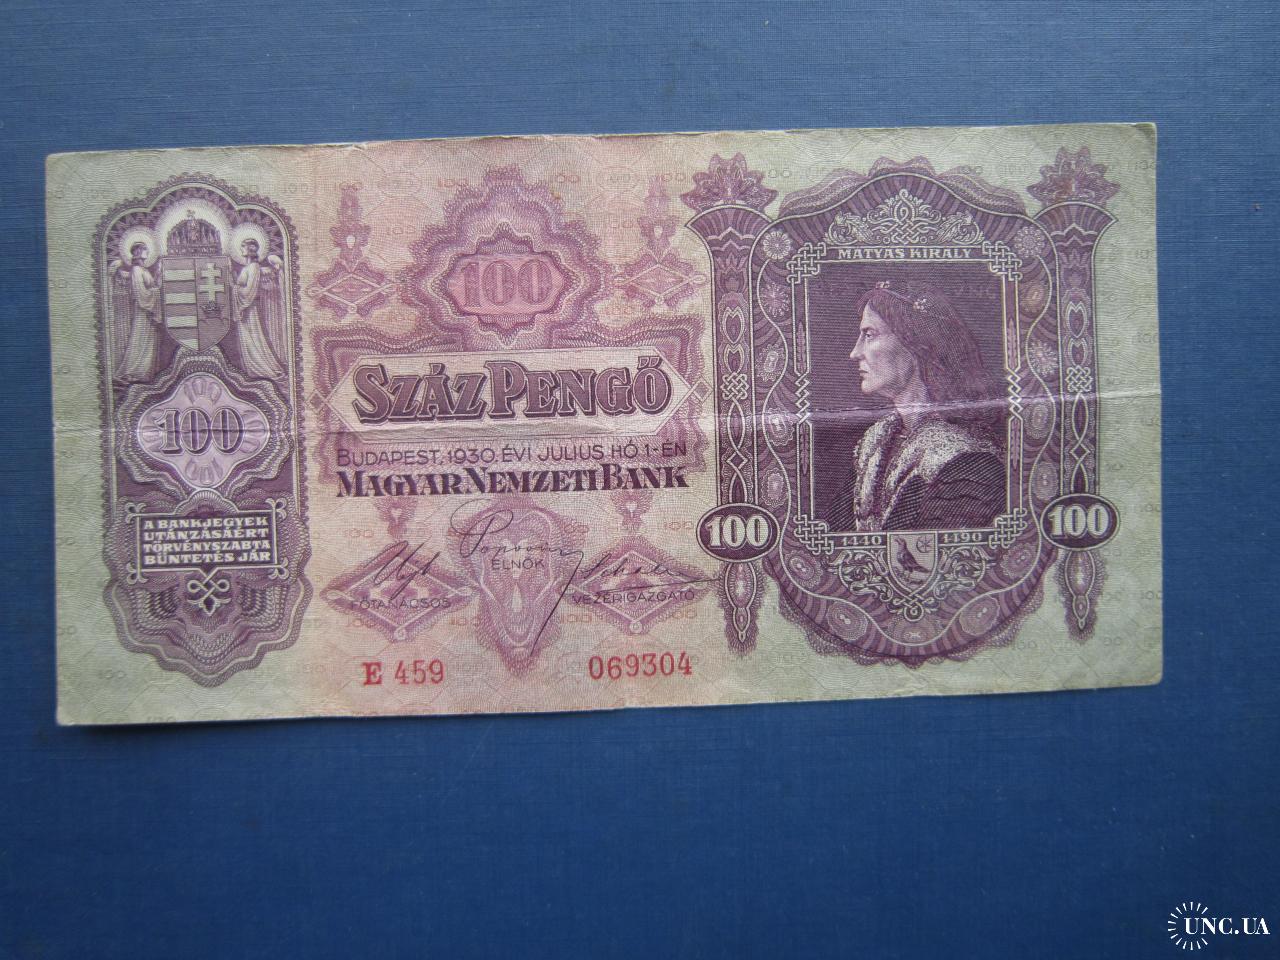 100
A BANKJEGYEK
UTÁNZÁSÁÉRT
TÖRVÉNYSZABTA
BÜNTETÉS JÁR
100
SZÁZ PENGŐ
BUDAPEST, 1930. ÉVI JULIUS HÓ 1-ÉN
MAGYAR NEMZETI BANK
ELNÖK
FŐTANÁCSOS
VEZÉRIGAZGATÓ
E 459
069304
MÁTYÁS KIRÁLY
100
100
1440
1490
UNC.UA